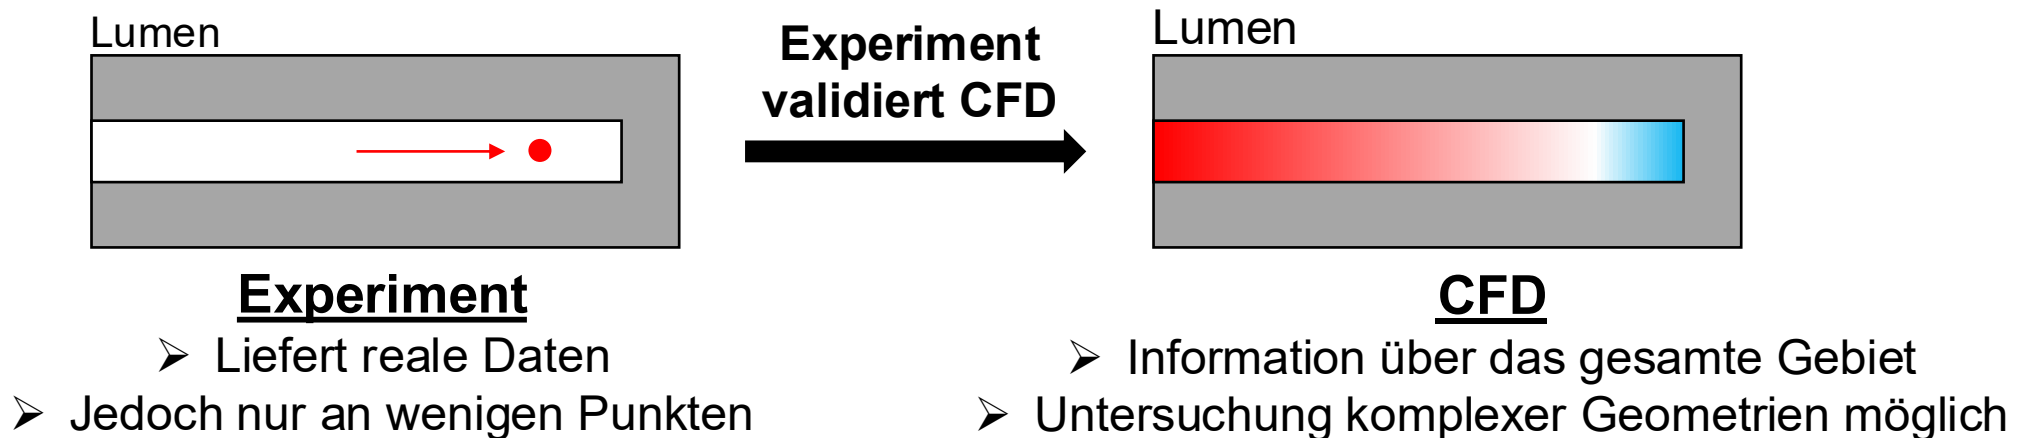 Lumen
Experiment
validiert CFD
Lumen
Experiment
➢ Liefert reale Daten
➢ Jedoch nur an wenigen Punkten
CFD
➢ Information über das gesamte Gebiet
➢ Untersuchung komplexer Geometrien möglich